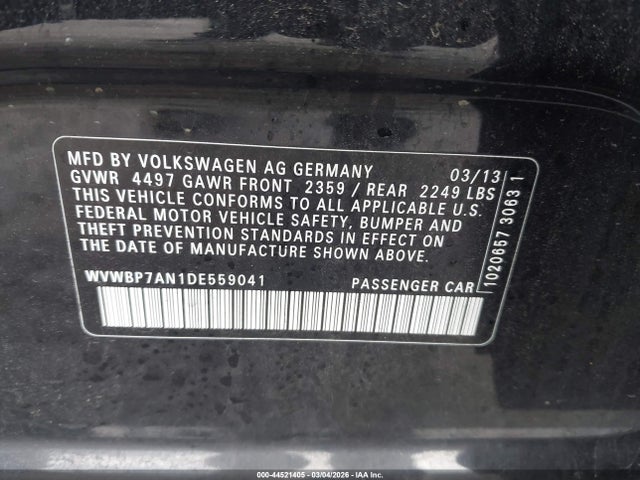 MFD BY VOLKSWAGEN AG GERMANY 03/13
GVWR 4497 GAWR FRONT 2359 / REAR 2249 LBS
THIS VEHICLE CONFORMS TO ALL APPLICABLE U.S.
FEDERAL MOTOR VEHICLE SAFETY, BUMPER AND
THEFT PREVENTION STANDARDS IN EFFECT ON
THE DATE OF MANUFACTURE SHOWN ABOVE.
WVWBP7AN1DE559041 PASSENGER CAR
1020657 3063 1
000-44521405 - 03/04/2026 - IAA Inc.